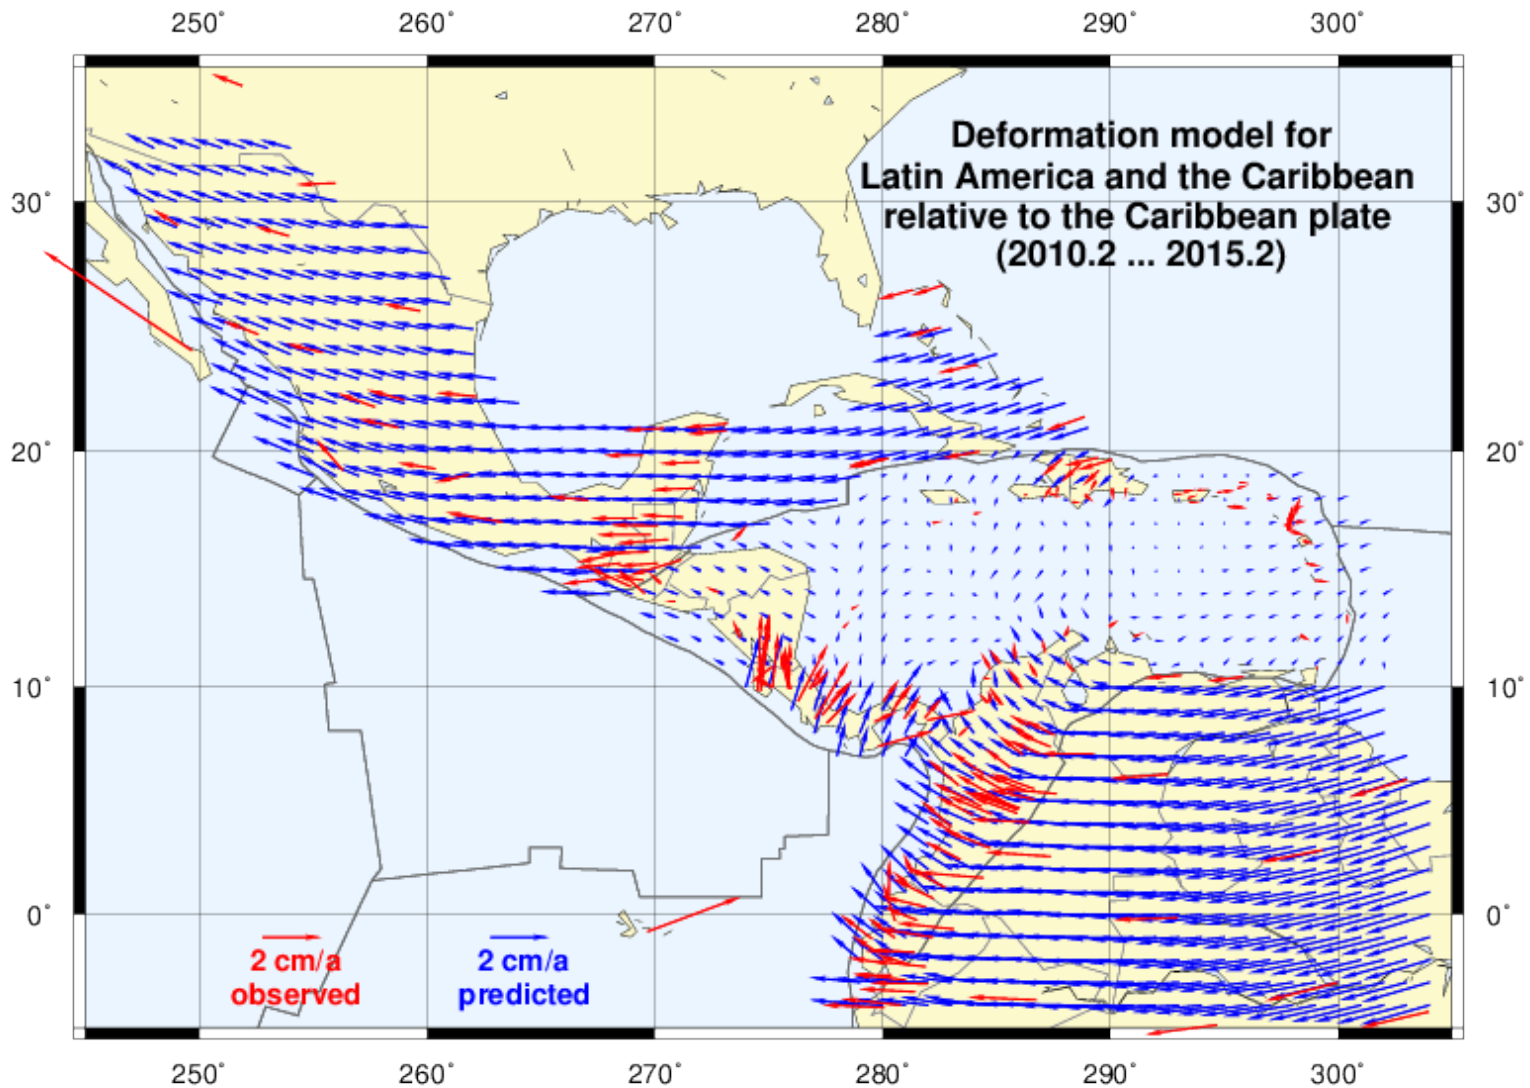 250° 260° 270° 280° 290° 300°
Deformation model for
Latin America and the Caribbean
relative to the Caribbean plate
(2010.2 ... 2015.2)
30° 30°
20° 20°
10° 10°
0° 0°
2 cm/a
observed
2 cm/a
predicted
250° 260° 270° 280° 290° 300°